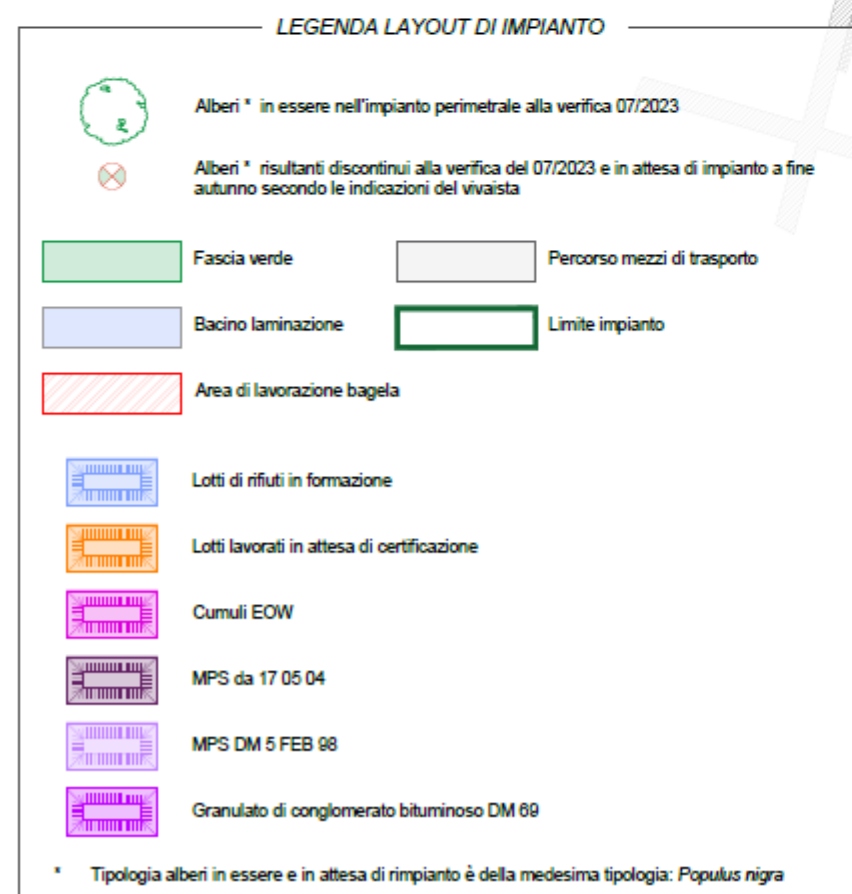 LEGENDA LAYOUT DI IMPIANTO
Alberi * in essere nell'impianto perimetrale alla verifica 07/2023
Alberi * risultanti discontinui alla verifica del 07/2023 e in attesa di impianto a fine
autunno secondo le indicazioni del vivaista
Fascia verde
Percorso mezzi di trasporto
Bacino laminazione
Limite impianto
Area di lavorazione bagela
Lotti di rifiuti in formazione
Lotti lavorati in attesa di certificazione
Cumuli EOW
MPS da 17 05 04
MPS DM 5 FEB 98
Granulato di conglomerato bituminoso DM 69
* Tipologia alberi in essere e in attesa di rimpianto è della medesima tipologia: Populus nigra